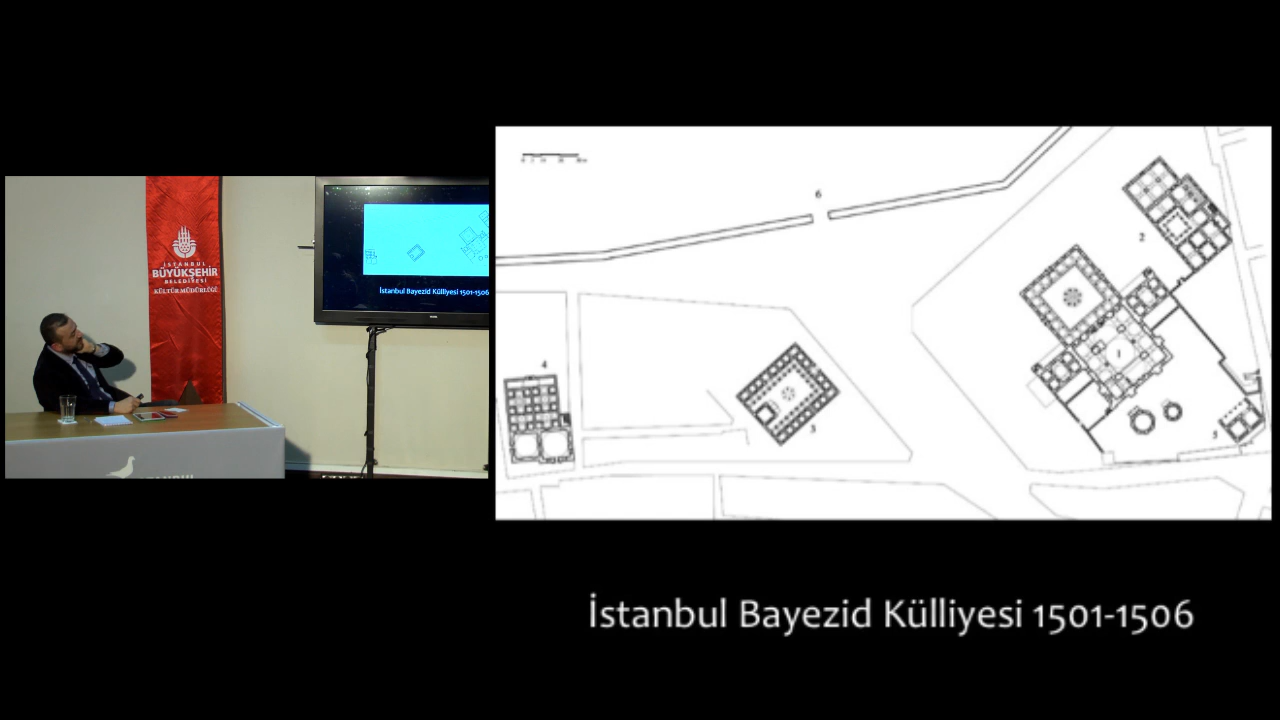 İSTANBUL
BÜYÜKŞEHİR
BELEDİYESİ
KÜLTÜR MÜDÜRLÜĞÜ
İstanbul Bayezid Külliyesi 1501-1506
6
2
1
4
3
5
İstanbul Bayezid Külliyesi 1501-1506